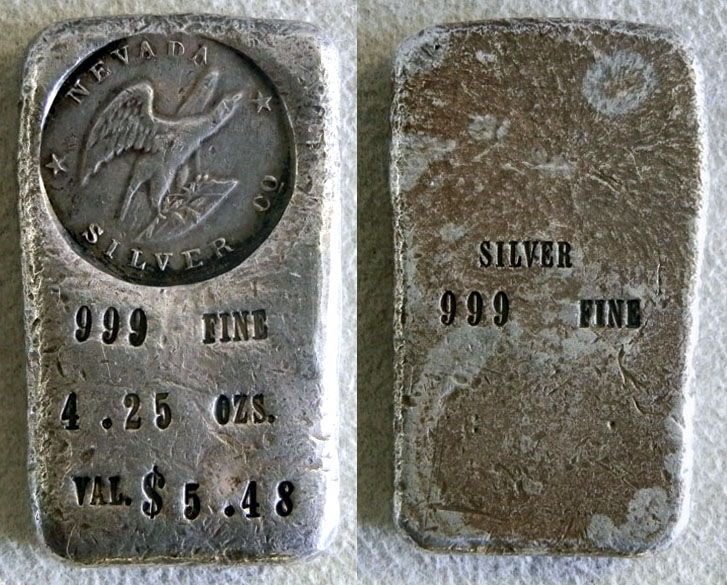 NEVADA
SILVER CO
999 FINE
4.25 OZS.
VAL. $5.48
SILVER
999 FINE